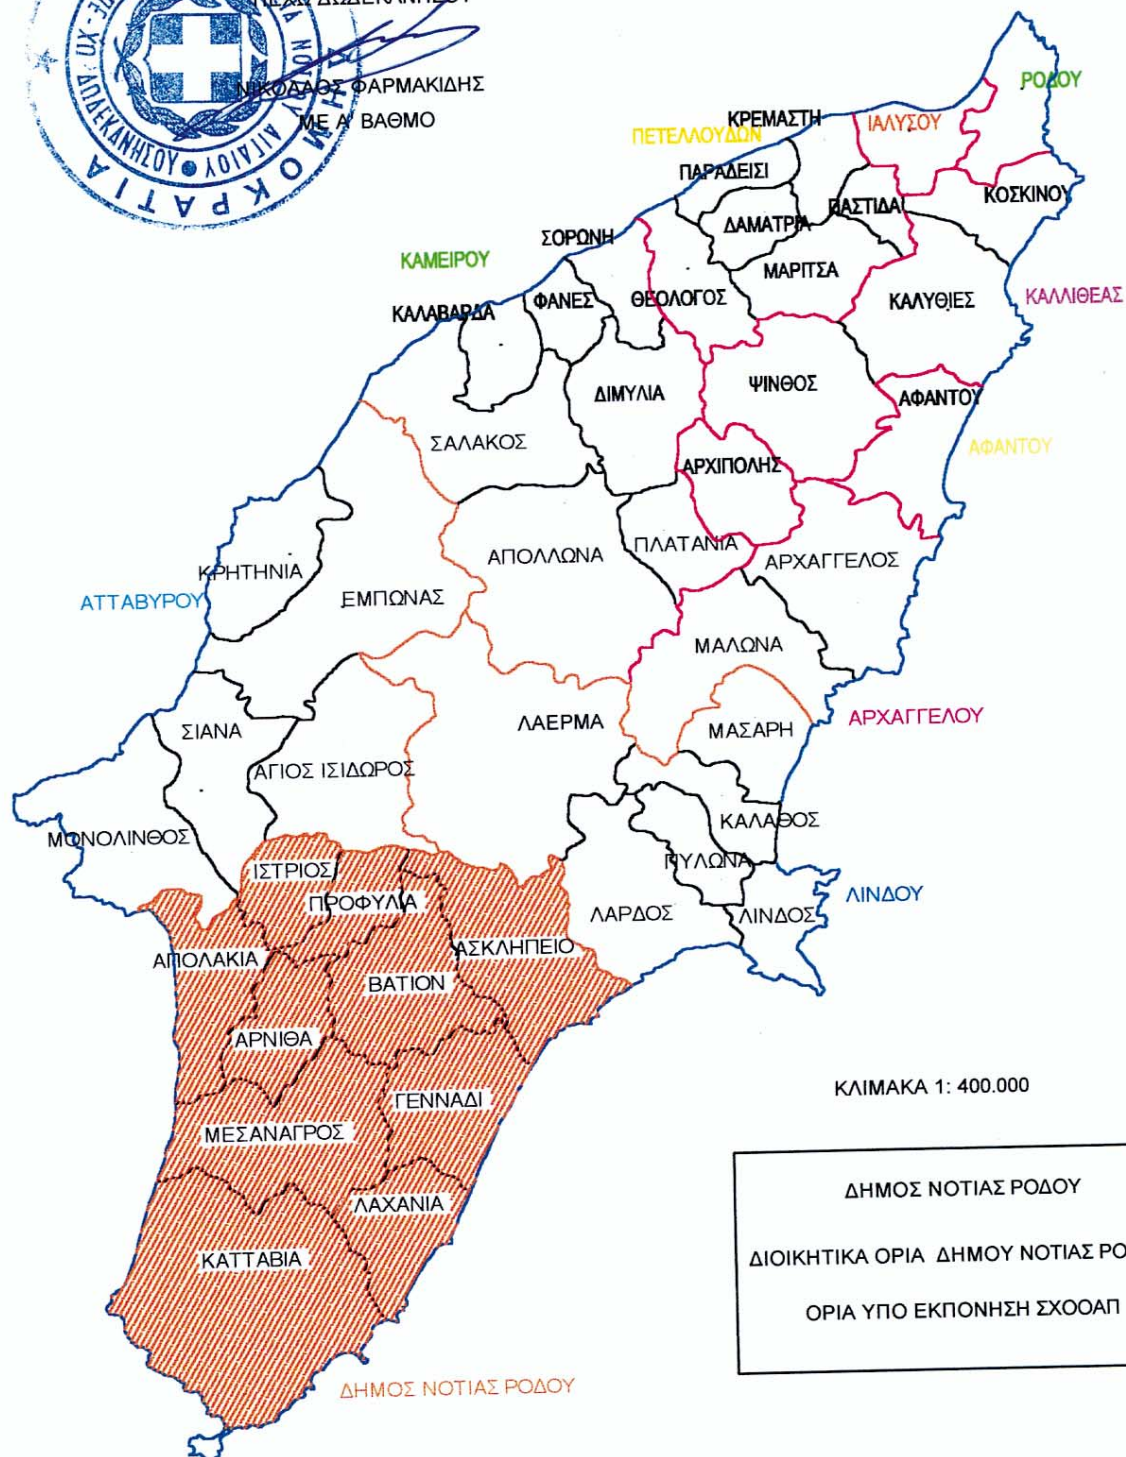 ΠΕΧΩ ΔΩΔΕΚΑΝΗΣΟΥ
ΝΙΚΟΛΑΟΣ ΦΑΡΜΑΚΙΔΗΣ
ΜΕ Α' ΒΑΘΜΟ
ΡΟΔΟΥ
ΚΡΕΜΑΣΤΗ
ΙΑΛΥΣΟΥ
ΠΕΤΕΛΛΟΥΔΩΝ
ΠΑΡΑΔΕΙΣΙ
ΚΟΣΚΙΝΟΥ
ΠΑΣΤΙΔΑ
ΔΑΜΑΤΡΙΑ
ΣΟΡΩΝΗ
ΚΑΜΕΙΡΟΥ
ΜΑΡΙΤΣΑ
ΘΕΟΛΟΓΟΣ
ΦΑΝΕΣ
ΚΑΛΥΘΙΕΣ
ΚΑΛΛΙΘΕΑΣ
ΚΑΛΑΒΑΡΔΑ
ΨΙΝΘΟΣ
ΔΙΜΥΛΙΑ
ΑΦΑΝΤΟΥ
ΣΑΛΑΚΟΣ
ΑΦΑΝΤΟΥ
ΑΡΧΙΠΟΛΗΣ
ΑΠΟΛΛΩΝΑ
ΠΛΑΤΑΝΙΑ
ΑΡΧΑΓΓΕΛΟΣ
ΚΡΗΤΗΝΙΑ
ΑΤΤΑΒΥΡΟΥ
ΕΜΠΩΝΑΣ
ΜΑΛΩΝΑ
ΛΑΕΡΜΑ
ΑΡΧΑΓΓΕΛΟΥ
ΣΙΑΝΑ
ΜΑΣΑΡΗ
ΑΓΙΟΣ ΙΣΙΔΩΡΟΣ
ΚΑΛΑΘΟΣ
ΜΟΝΟΛΙΝΘΟΣ
ΠΥΛΩΝΑ
ΙΣΤΡΙΟΣ
ΛΙΝΔΟΥ
ΠΡΟΦΥΛΙΑ
ΛΑΡΔΟΣ
ΛΙΝΔΟΣ
ΑΣΚΛΗΠΕΙΟ
ΑΠΟΛΑΚΙΑ
ΒΑΤΙΟΝ
ΑΡΝΙΘΑ
ΚΛΙΜΑΚΑ 1: 400.000
ΓΕΝΝΑΔΙ
ΜΕΣΑΝΑΓΡΟΣ
ΛΑΧΑΝΙΑ
ΚΑΤΤΑΒΙΑ
ΔΗΜΟΣ ΝΟΤΙΑΣ ΡΟΔΟΥ
ΔΙΟΙΚΗΤΙΚΑ ΟΡΙΑ ΔΗΜΟΥ ΝΟΤΙΑΣ ΡΟ
ΟΡΙΑ ΥΠΟ ΕΚΠΟΝΗΣΗ ΣΧΟΟΑΠ
ΔΗΜΟΣ ΝΟΤΙΑΣ ΡΟΔΟΥ